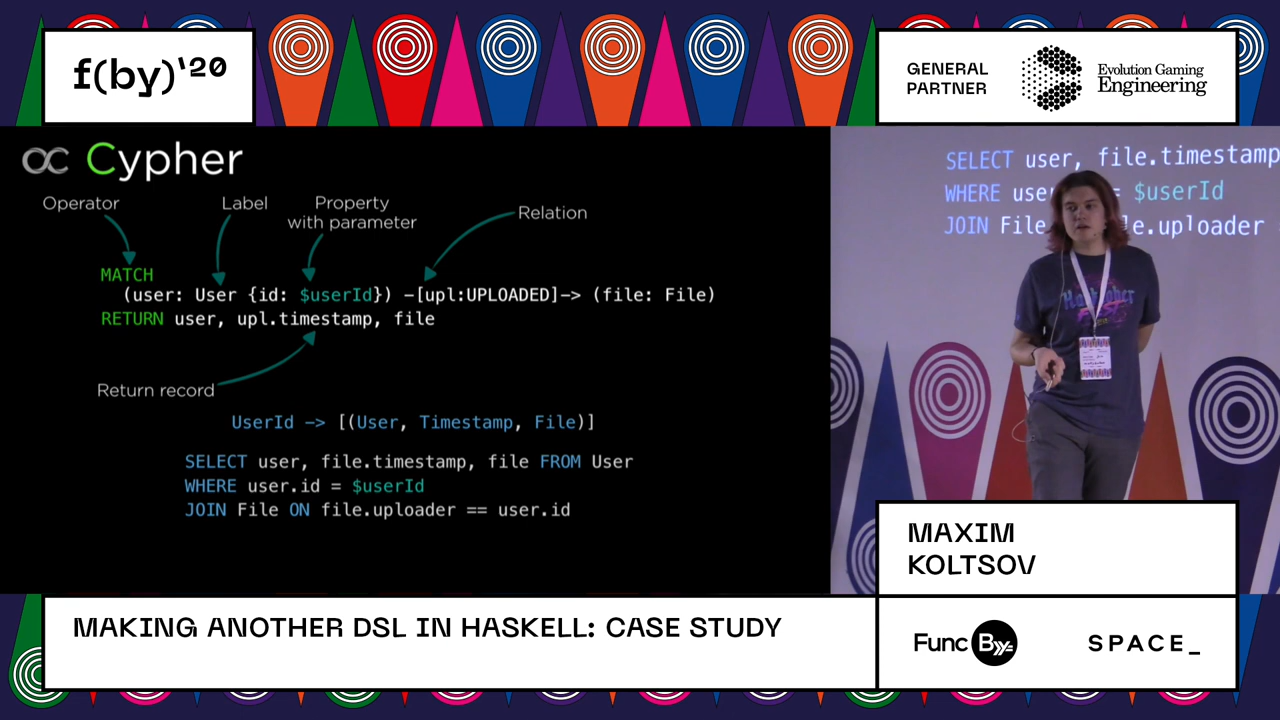 f(by)'20
GENERAL
PARTNER
Evolution Gaming
Engineering
Cypher
Operator
Label
Property
with parameter
Relation
MATCH
(user: User {id: $userId}) -[upl:UPLOADED]-> (file: File)
RETURN user, upl.timestamp, file
Return record
UserId -> [(User, Timestamp, File)]
SELECT user, file.timestamp, file FROM User
WHERE user.id = $userId
JOIN File ON file.uploader == user.id
SELECT user, file.timestamp
WHERE use = $userId
JOIN File le.uploader =
MAXIM
KOLTSOV
MAKING ANOTHER DSL IN HASKELL: CASE STUDY
Func By
SPACE_